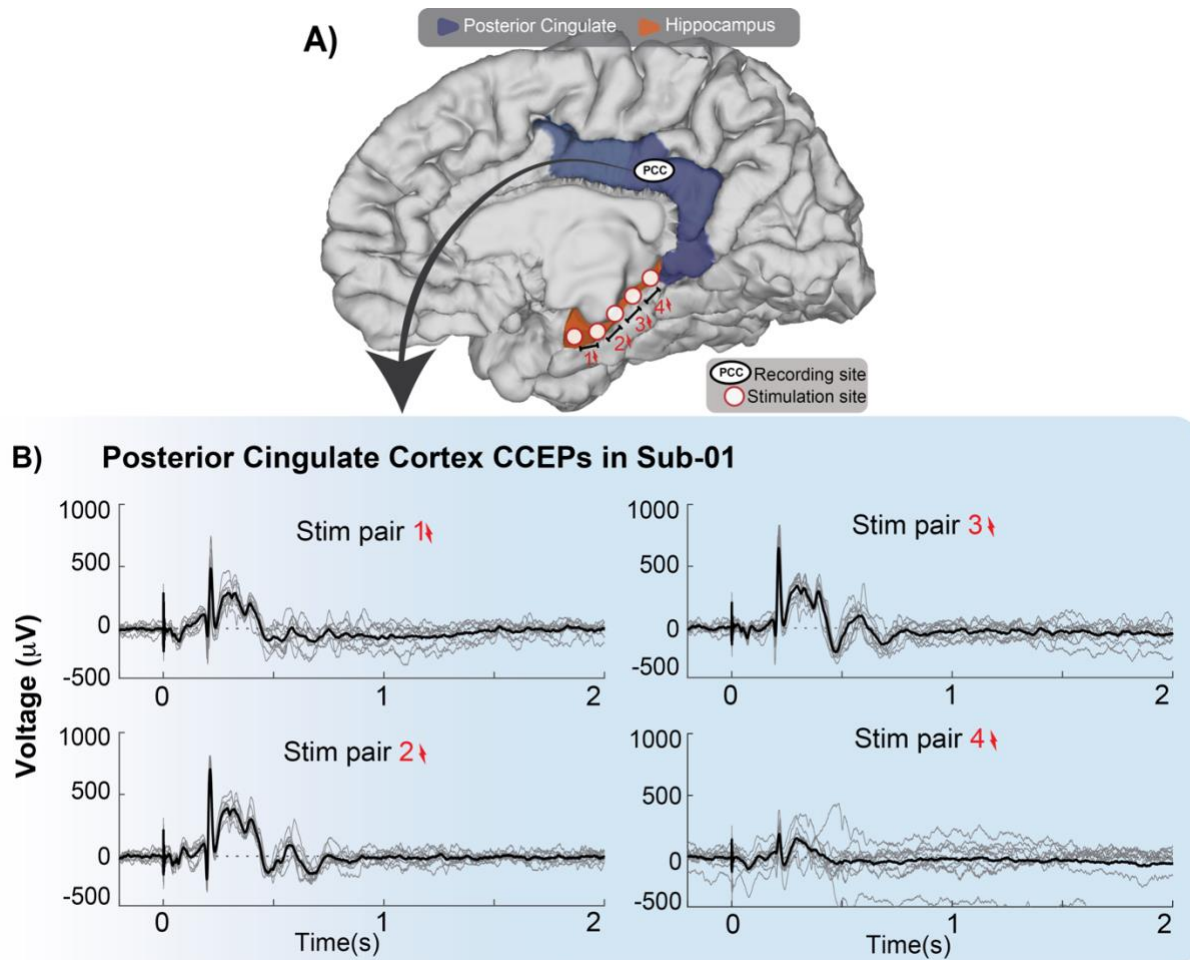 A)
Posterior Cingulate Hippocampus
PCC
1
2
3
4
PCC Recording site
Stimulation site
B) Posterior Cingulate Cortex CCEPs in Sub-01
Voltage (μV)
1000
500
0
-500
Stim pair 1
0 1 2
1000
500
0
-500
Stim pair 3
0 1 2
1000
500
0
-500
Stim pair 2
0 1 2
Time(s)
1000
500
0
-500
Stim pair 4
0 1 2
Time(s)